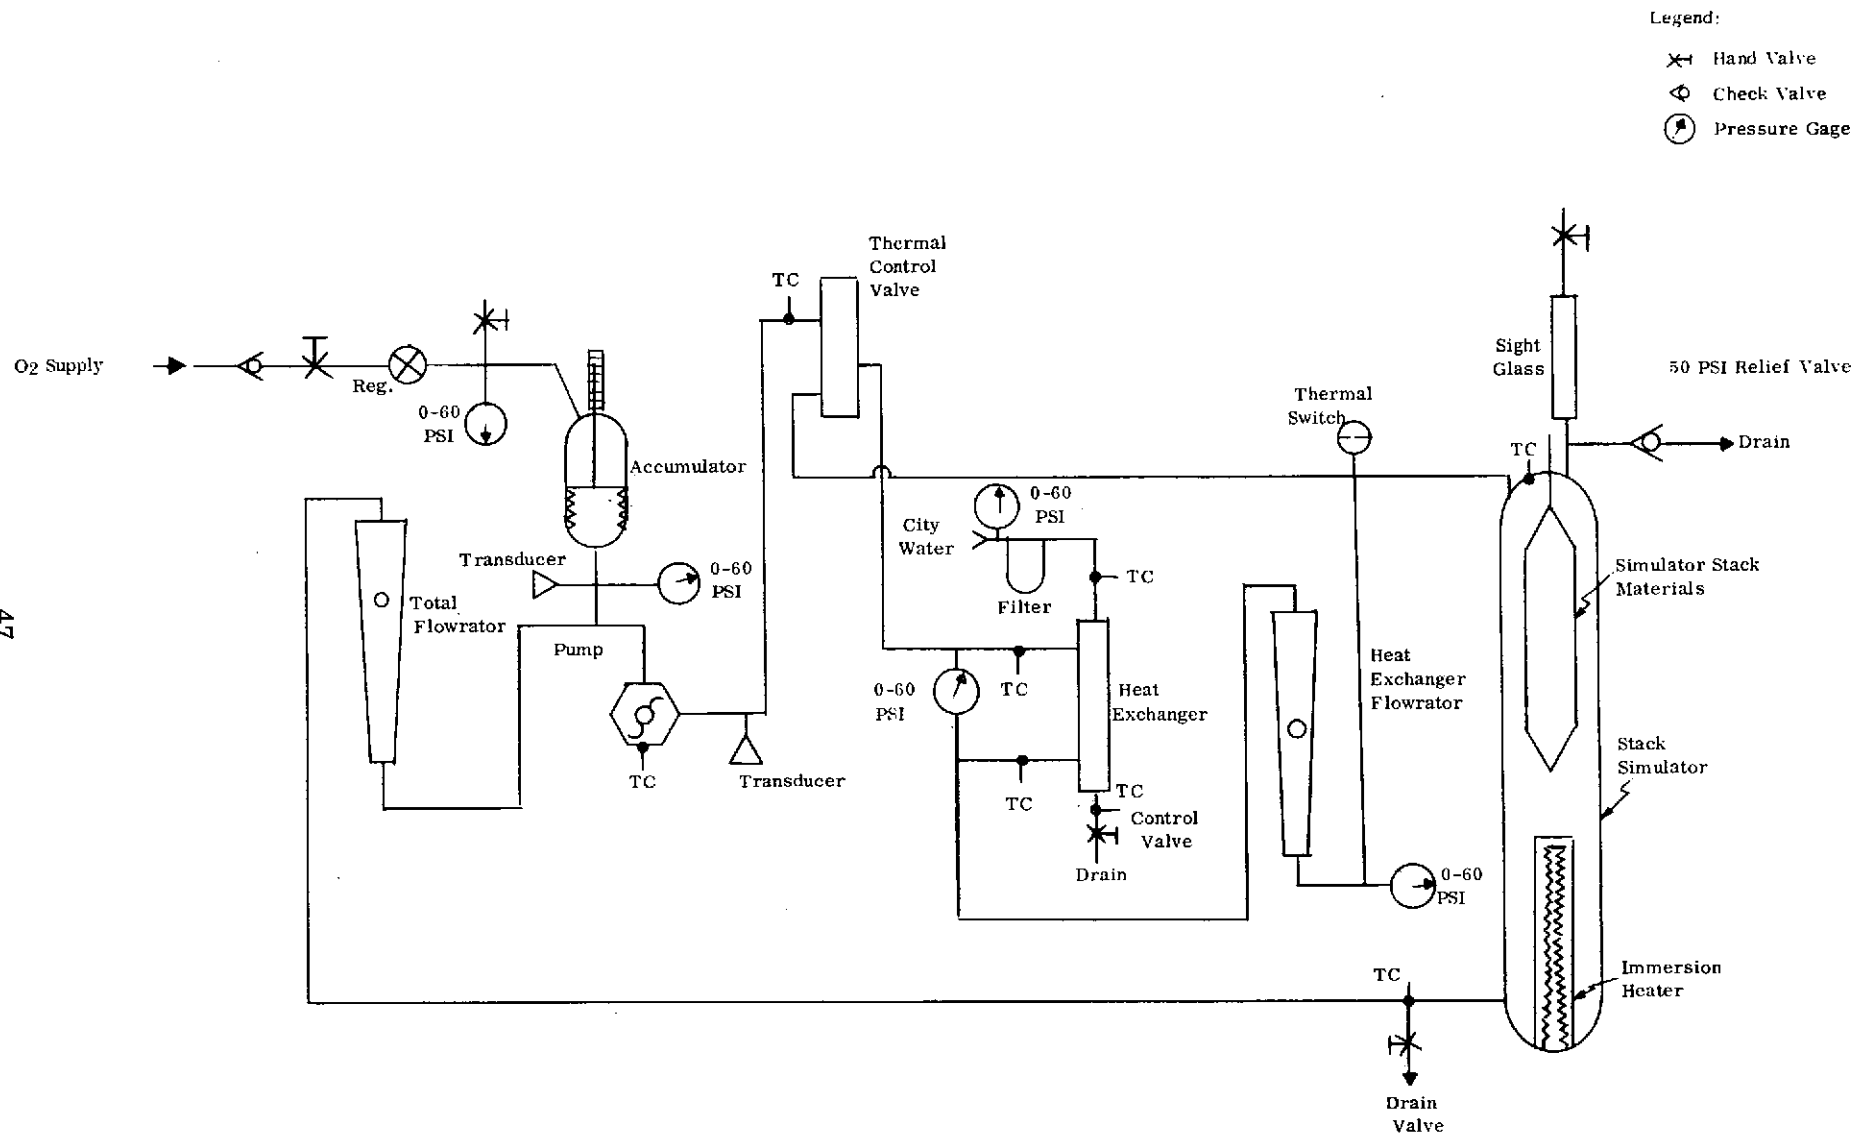 Legend:
Hand Valve
Check Valve
Pressure Gage
Thermal
Control
Valve
TC
O2 Supply
Reg.
0-60
PSI
Accumulator
Sight
Glass
50 PSI Relief Valve
Thermal
Switch
TC
Drain
0-60
PSI
City
Water
Filter
TC
Transducer
0-60
PSI
Total
Flowrator
Pump
Simulator Stack
Materials
Heat
Exchanger
Flowrator
0-60
PSI
TC
Heat
Exchanger
Stack
Simulator
TC
Transducer
TC
TC
Control
Valve
Drain
0-60
PSI
TC
Immersion
Heater
Drain
Valve
47